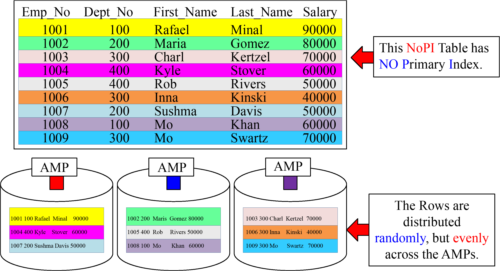 Emp_No Dept_No First_Name Last_Name Salary
1001 100 Rafael Minal 90000
1002 200 Maria Gomez 80000
1003 300 Charl Kertzel 70000
1004 400 Kyle Stover 60000
1005 400 Rob Rivers 50000
1006 300 Inna Kinski 40000
1007 200 Sushma Davis 50000
1008 100 Mo Khan 60000
1009 300 Mo Swartz 70000
This NoPI Table has
NO Primary Index.
AMP AMP AMP
1001 100 Rafael Minal 90000
1004 400 Kyle Stover 60000
1007 200 Sushma Davis 50000
1002 200 Maris Gomez 80000
1005 400 Rob Rivers 50000
1008 100 Mo Khan 60000
1003 300 Charl Kertzel 70000
1006 300 Inna Kinski 40000
1009 300 Mo Swartz 70000
The Rows are
distributed
randomly, but evenly
across the AMPs.